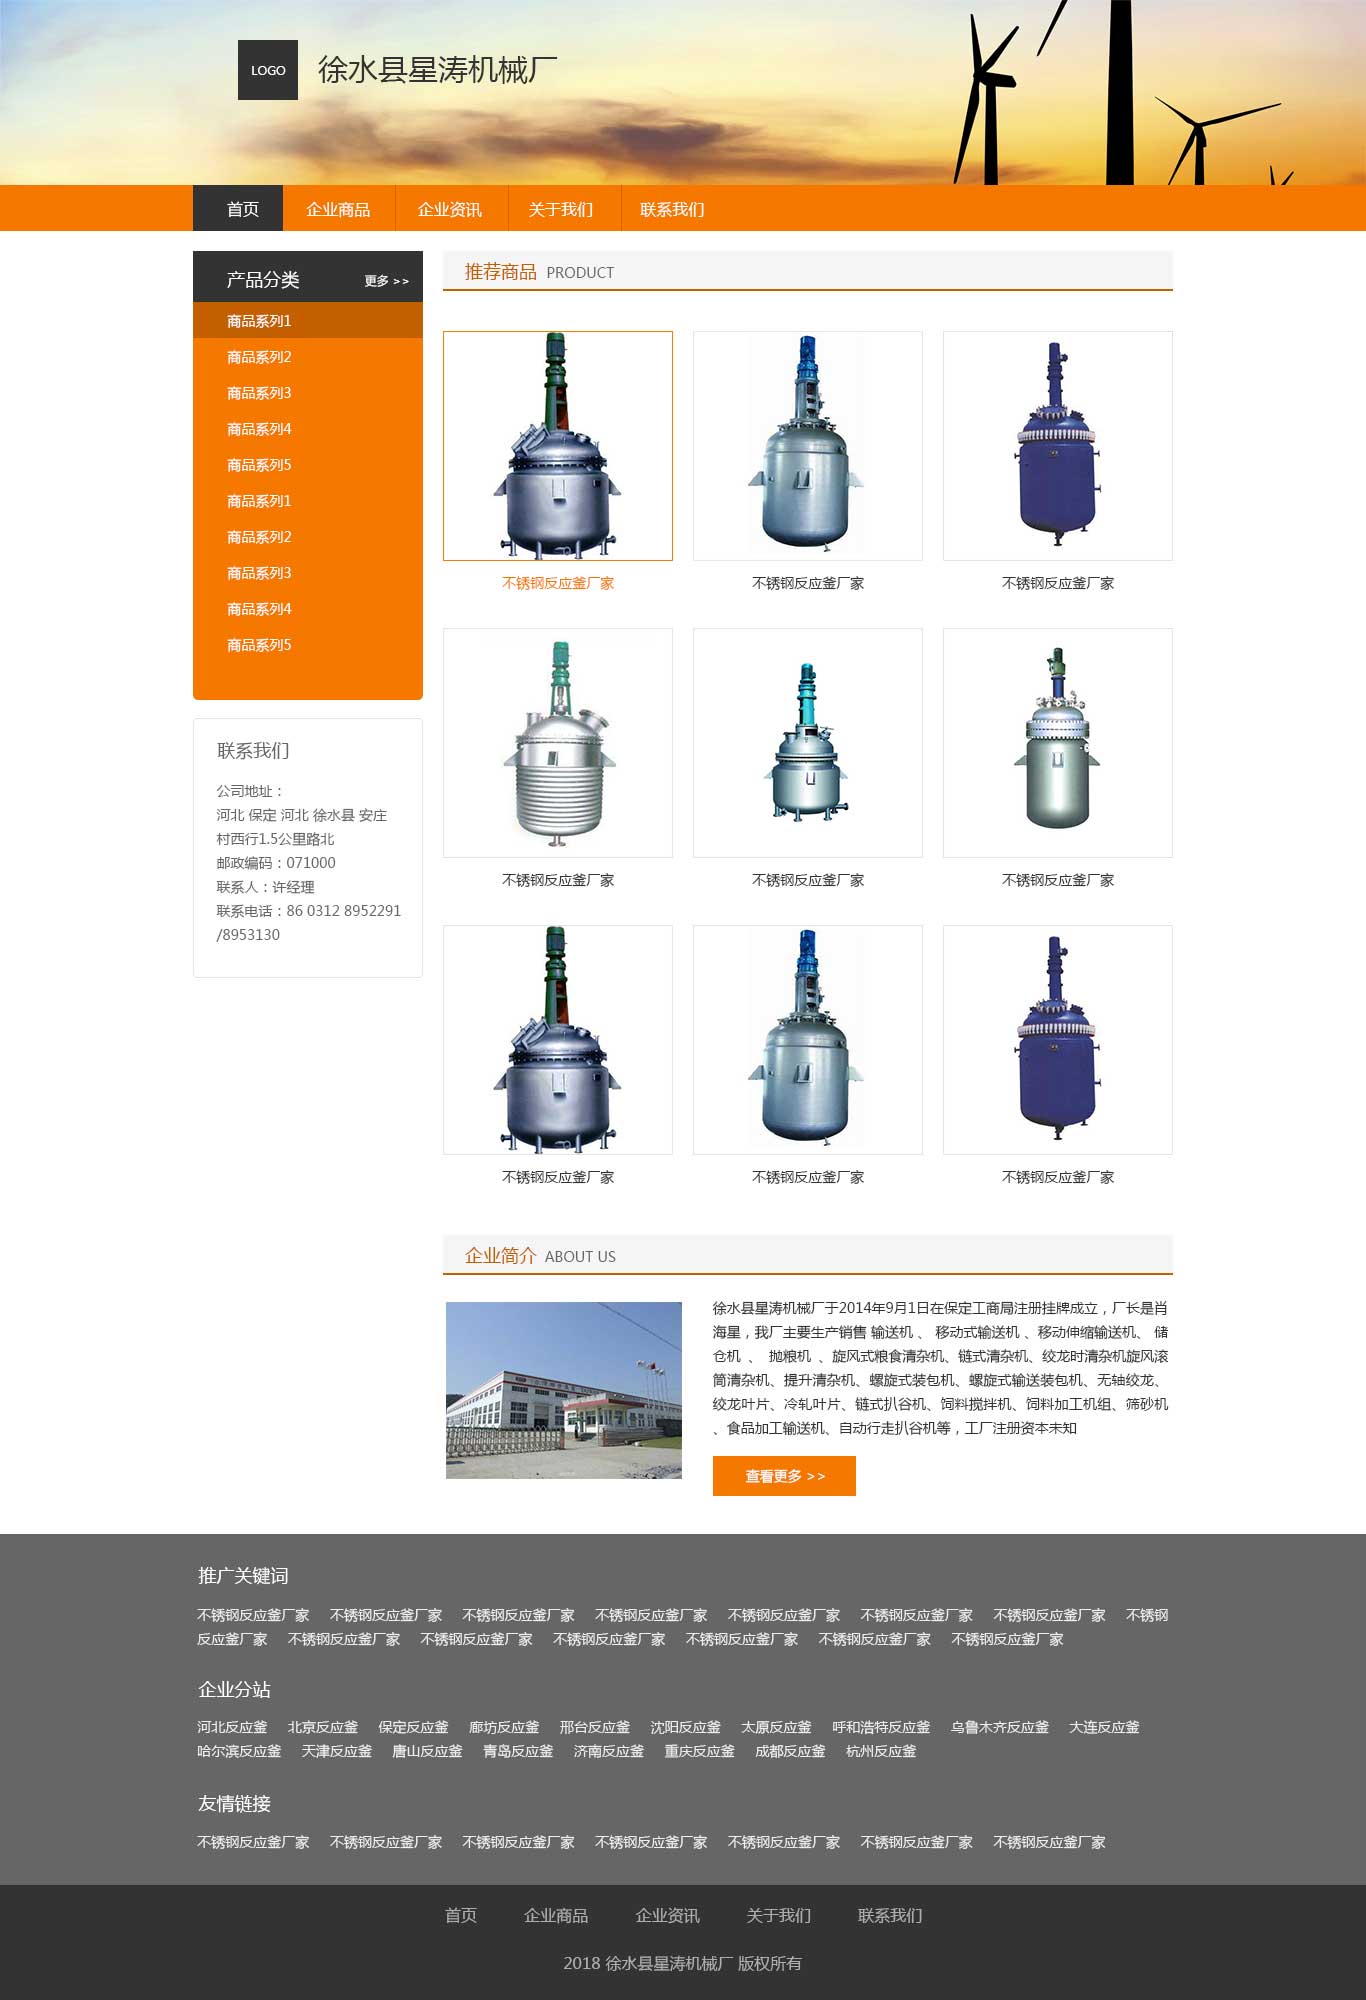 LOGO
徐水县星涛机械厂
首页
企业商品
企业资讯
关于我们
联系我们
产品分类
更多 >>
商品系列1
商品系列2
商品系列3
商品系列4
商品系列5
商品系列1
商品系列2
商品系列3
商品系列4
商品系列5
联系我们
公司地址：
河北 保定 河北 徐水县 安庄
村西行1.5公里路北
邮政编码：071000
联系人：许经理
联系电话：86 0312 8952291
/8953130
推荐商品 PRODUCT
不锈钢反应釜厂家
不锈钢反应釜厂家
不锈钢反应釜厂家
不锈钢反应釜厂家
不锈钢反应釜厂家
不锈钢反应釜厂家
不锈钢反应釜厂家
不锈钢反应釜厂家
不锈钢反应釜厂家
企业简介 ABOUT US
徐水县星涛机械厂于2014年9月1日在保定工商局注册挂牌成立，厂长是肖
海星，我厂主要生产销售 输送机 、 移动式输送机 、移动伸缩输送机、 储
仓机 、 抛粮机 、旋风式粮食清杂机、链式清杂机、绞龙时清杂机旋风滚
筒清杂机、提升清杂机、螺旋式装包机、螺旋式输送装包机、无轴绞龙、
绞龙叶片、冷轧叶片、链式扒谷机、饲料搅拌机、饲料加工机组、筛砂机
、食品加工输送机、自动行走扒谷机等，工厂注册资本未知
查看更多 >>
推广关键词
不锈钢反应釜厂家 不锈钢反应釜厂家 不锈钢反应釜厂家 不锈钢反应釜厂家 不锈钢反应釜厂家 不锈钢反应釜厂家 不锈钢反应釜厂家 不锈钢
反应釜厂家 不锈钢反应釜厂家 不锈钢反应釜厂家 不锈钢反应釜厂家 不锈钢反应釜厂家 不锈钢反应釜厂家 不锈钢反应釜厂家
企业分站
河北反应釜 北京反应釜 保定反应釜 廊坊反应釜 邢台反应釜 沈阳反应釜 太原反应釜 呼和浩特反应釜 乌鲁木齐反应釜 大连反应釜
哈尔滨反应釜 天津反应釜 唐山反应釜 青岛反应釜 济南反应釜 重庆反应釜 成都反应釜 杭州反应釜
友情链接
不锈钢反应釜厂家 不锈钢反应釜厂家 不锈钢反应釜厂家 不锈钢反应釜厂家 不锈钢反应釜厂家 不锈钢反应釜厂家 不锈钢反应釜厂家
首页 企业商品 企业资讯 关于我们 联系我们
2018 徐水县星涛机械厂 版权所有